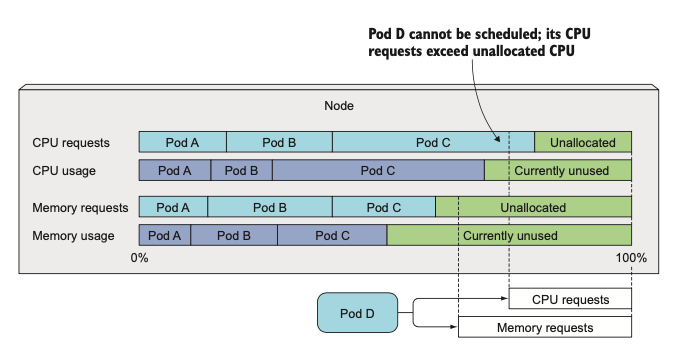 Pod D cannot be scheduled; its CPU
requests exceed unallocated CPU
Node
CPU requests Pod A Pod B Pod C Unallocated
CPU usage Pod A Pod B Pod C Currently unused
Memory requests Pod A Pod B Pod C Unallocated
Memory usage Pod A Pod B Pod C Currently unused
0% 100%
CPU requests
Pod D
Memory requests